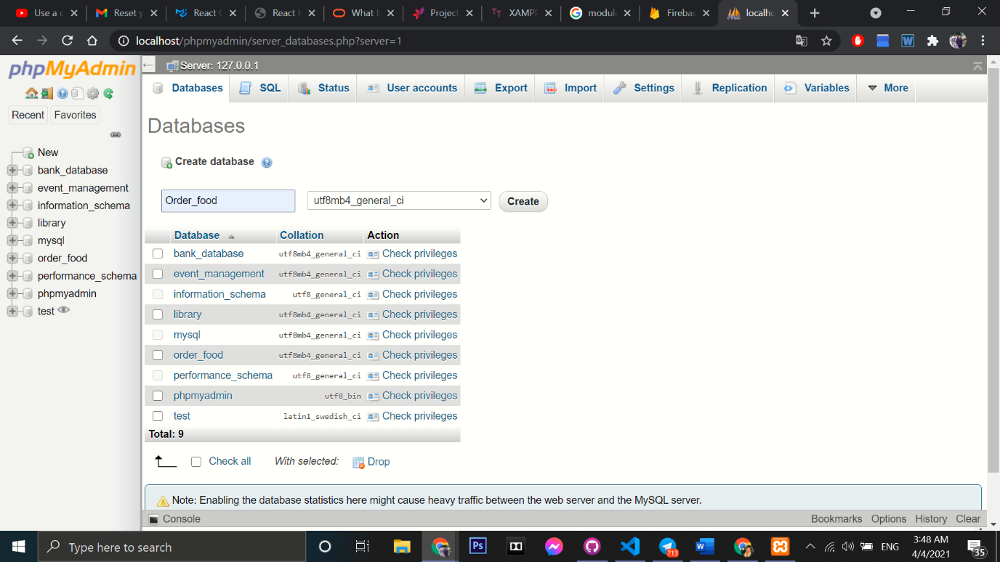 Use a c
Reset y
React C
React I
What I
Project
XAMPP
module
Firebas
localho
localhost/phpmyadmin/server_databases.php?server=1
phpMyAdmin
Recent
Favorites
New
bank_database
event_management
information_schema
library
mysql
order_food
performance_schema
phpmyadmin
test
Server: 127.0.0.1
Databases
SQL
Status
User accounts
Export
Import
Settings
Replication
Variables
More
Databases
Create database
Order_food
utf8mb4_general_ci
Create
Database
Collation
Action
bank_database utf8mb4_general_ci Check privileges
event_management utf8mb4_general_ci Check privileges
information_schema utf8_general_ci Check privileges
library utf8mb4_general_ci Check privileges
mysql utf8mb4_general_ci Check privileges
order_food utf8mb4_general_ci Check privileges
performance_schema utf8_general_ci Check privileges
phpmyadmin utf8_bin Check privileges
test latin1_swedish_ci Check privileges
Total: 9
Check all
With selected:
Drop
Note: Enabling the database statistics here might cause heavy traffic between the web server and the MySQL server.
Console
Bookmarks
Options
History
Clear
Type here to search
Ps
713
W
ENG
3:48 AM
4/4/2021
35